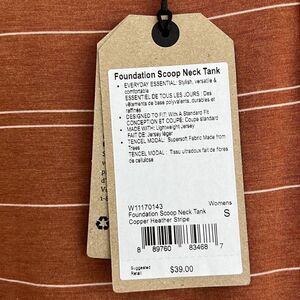 Foundation Scoop Neck Tank
• EVERYDAY ESSENTIAL: Stylish, versatile &
comfortable
ESSENTIEL DE TOUS LES JOURS : Des
vêtements de base polyvalents, durables et
raffinés
• DESIGNED TO FIT: With A Standard Fit
CONCEPTION ET COUPE: Coupe standard
• MADE WITH: Lightweight Jersey
FAIT DE: Jersey léger
• TENCEL MODAL : Supersoft Fabric Made from
Trees
TENCEL MODAL : Tissu ultradoux fait de fibres
de cellulose
W11170143 Womens
Foundation Scoop Neck Tank S
Copper Heather Stripe
8 89760 83468 7
Suggested
Retail $39.00